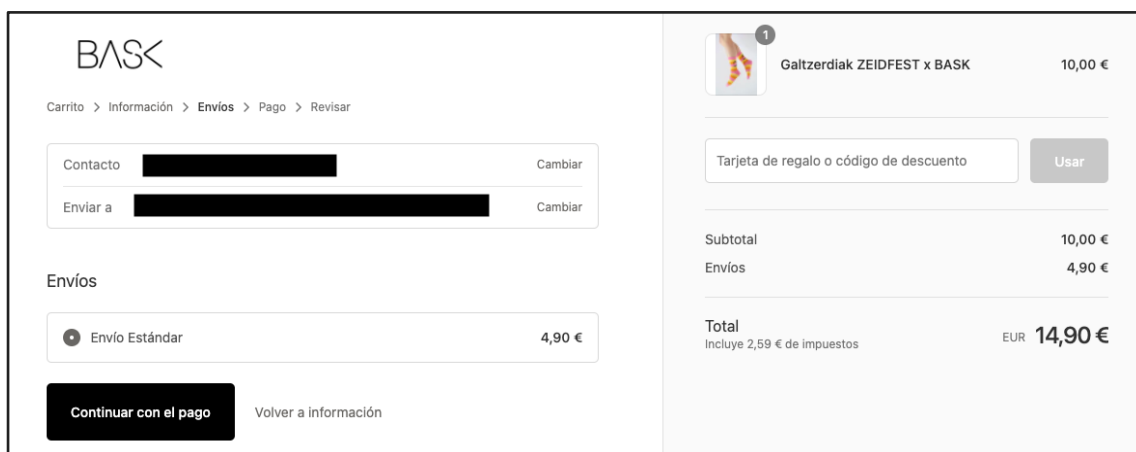 BASK
Carrito > Información > Envíos > Pago > Revisar
Contacto Cambiar
Enviar a Cambiar
Envíos
Envío Estándar 4,90 €
Continuar con el pago Volver a información
1
Galtzerdiak ZEIDFEST x BASK 10,00 €
Tarjeta de regalo o código de descuento Usar
Subtotal 10,00 €
Envíos 4,90 €
Total EUR 14,90 €
Incluye 2,59 € de impuestos